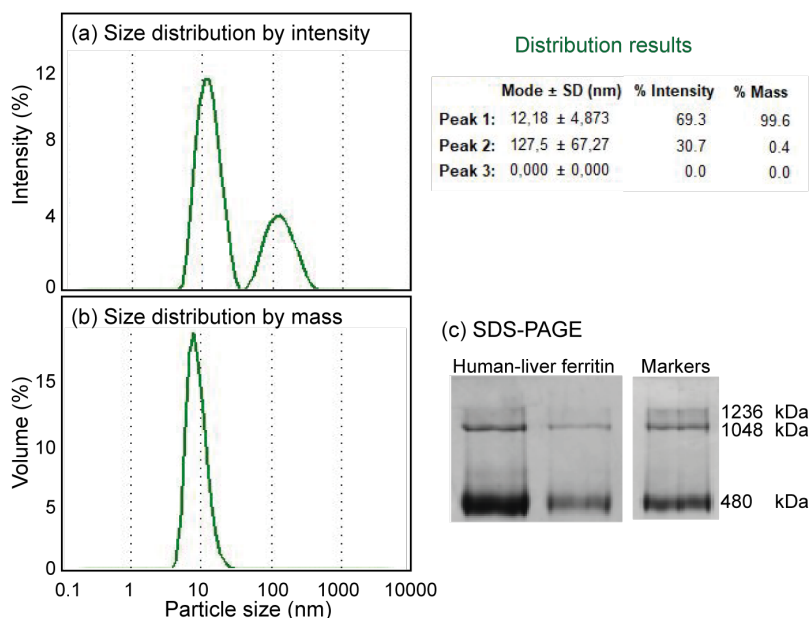 (a) Size distribution by intensity
Intensity (%)
12
8
4
0
Distribution results
Mode ± SD (nm) % Intensity % Mass
Peak 1: 12,18 ± 4,873 69.3 99.6
Peak 2: 127,5 ± 67,27 30.7 0.4
Peak 3: 0,000 ± 0,000 0.0 0.0
(b) Size distribution by mass
Volume (%)
15
10
5
0
0.1 1 10 100 1000 10000
Particle size (nm)
(c) SDS-PAGE
Human-liver ferritin Markers
1236 kDa
1048 kDa
480 kDa